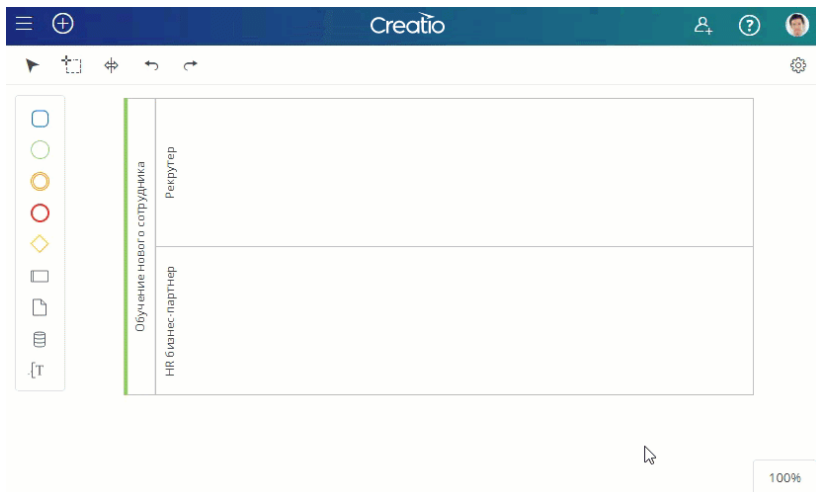 Creatio
Обучение нового сотрудника
Рекрутер
HR бизнес-партнер
T
100%